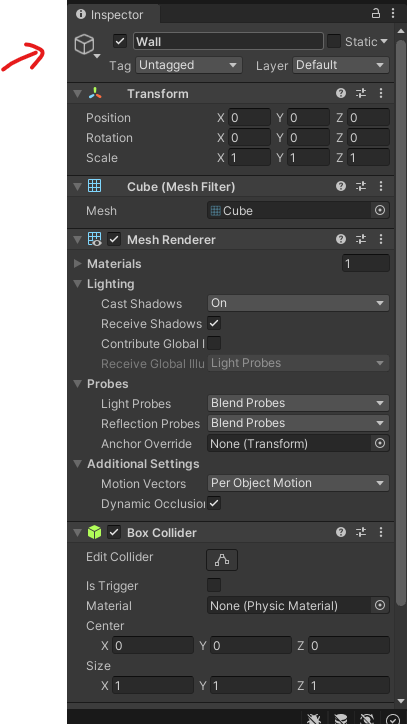 Inspector
Wall Static
Tag Untagged Layer Default
Transform
Position X 0 Y 0 Z 0
Rotation X 0 Y 0 Z 0
Scale X 1 Y 1 Z 1
Cube (Mesh Filter)
Mesh Cube
Mesh Renderer
Materials 1
Lighting
Cast Shadows On
Receive Shadows
Contribute Global I
Receive Global Illu Light Probes
Probes
Light Probes Blend Probes
Reflection Probes Blend Probes
Anchor Override None (Transform)
Additional Settings
Motion Vectors Per Object Motion
Dynamic Occlusion
Box Collider
Edit Collider
Is Trigger
Material None (Physic Material)
Center
X 0 Y 0 Z 0
Size
X 1 Y 1 Z 1